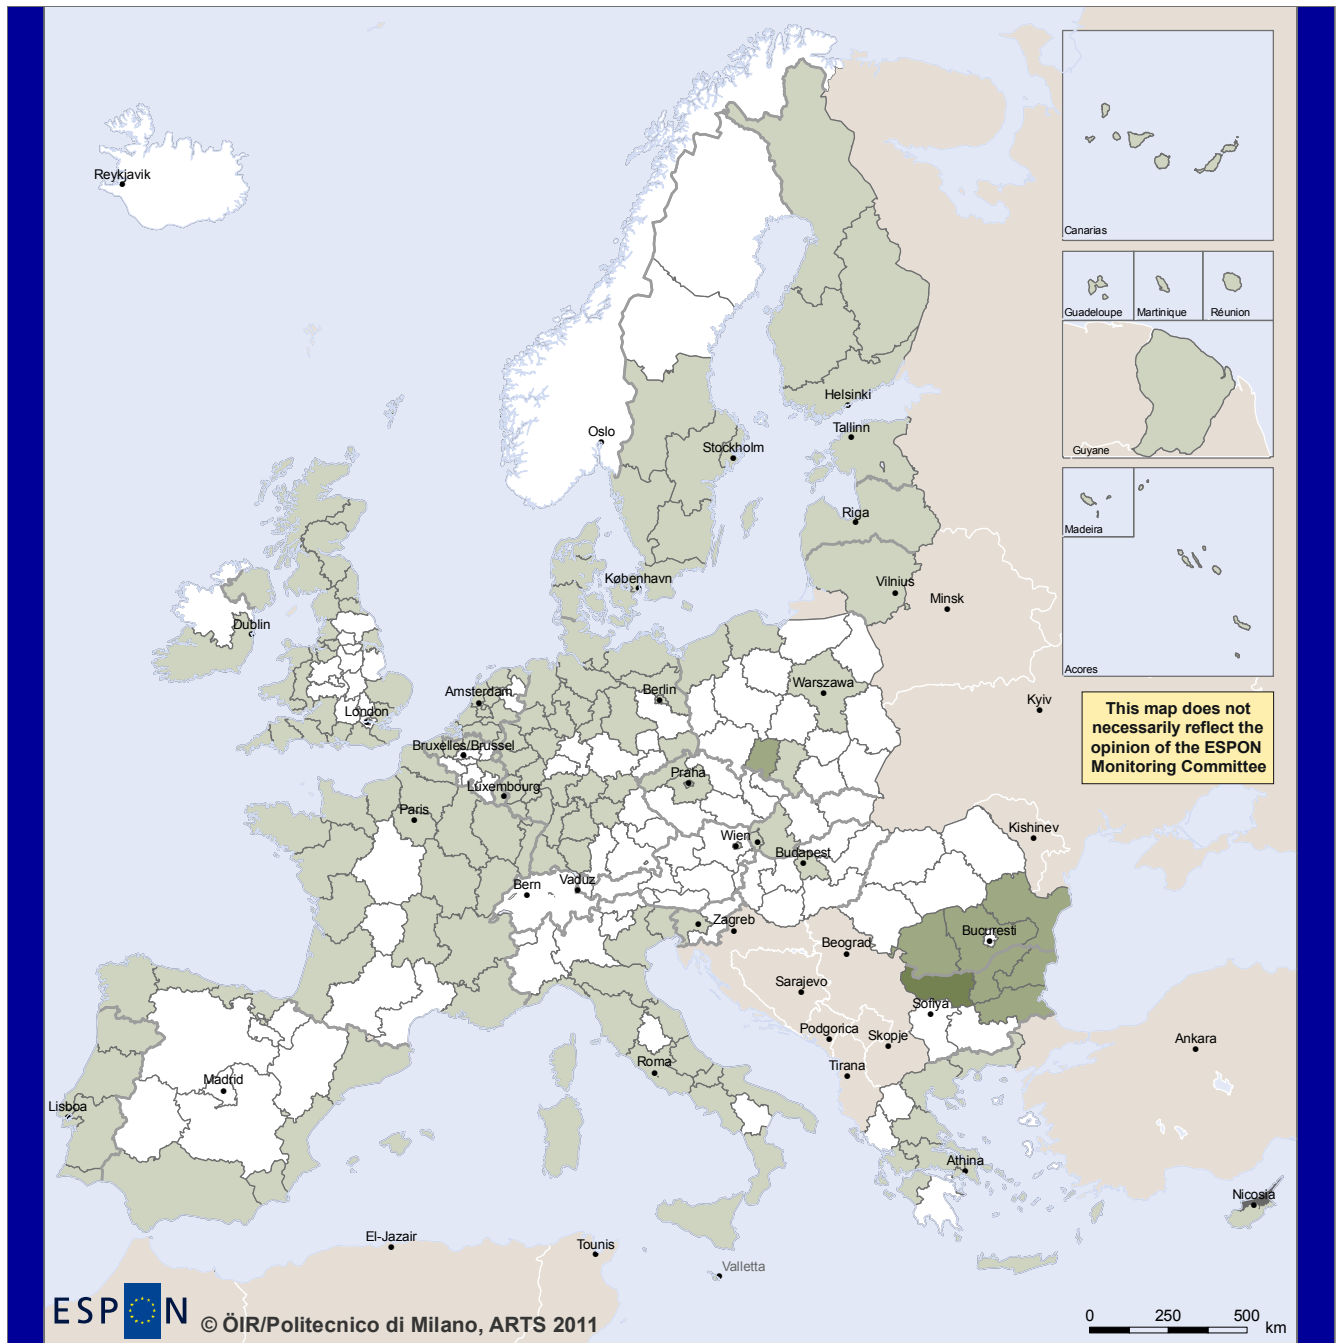 Reykjavik
Canarias
Guadeloupe
Martinique
Réunion
Guyane
Helsinki
Tallinn
Oslo
Stockholm
Madeira
Riga
København
Vilnius
Minsk
Dublin
Acores
Warszawa
Amsterdam
Berlin
Kyiv
London
This map does not
necessarily reflect the
opinion of the ESPON
Monitoring Committee
Bruxelles/Brussel
Praha
Luxembourg
Paris
Kishinev
Wien
Budapest
Bern
Vaduz
Zagreb
Bucuresti
Beograd
Sarajevo
Sofiya
Podgorica
Skopje
Ankara
Roma
Tirana
Madrid
Lisboa
Athina
Nicosia
El-Jazair
Tounis
Valletta
ESPON
© ÖIR/Politecnico di Milano, ARTS 2011
0 250 500
km